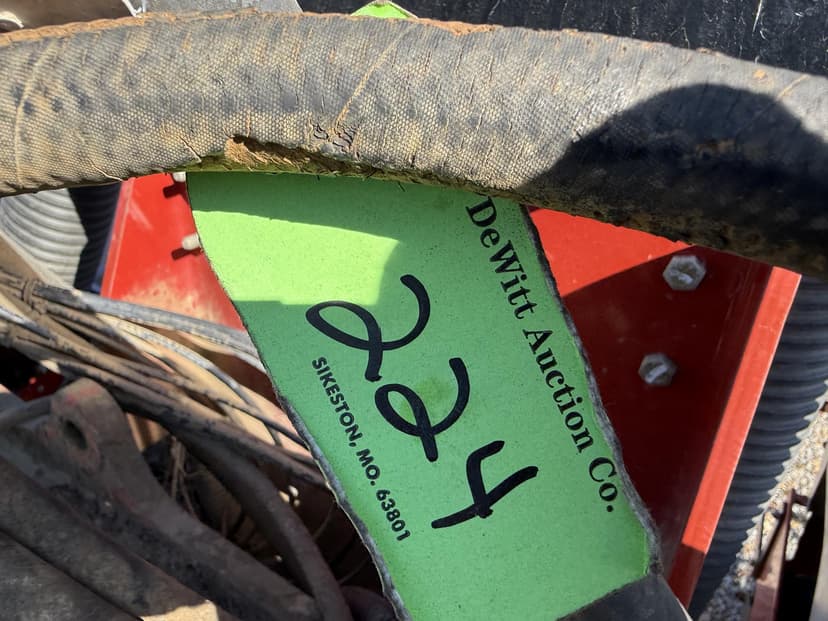 DeWitt Auction Co.
224
SIKESTON, MO. 63801